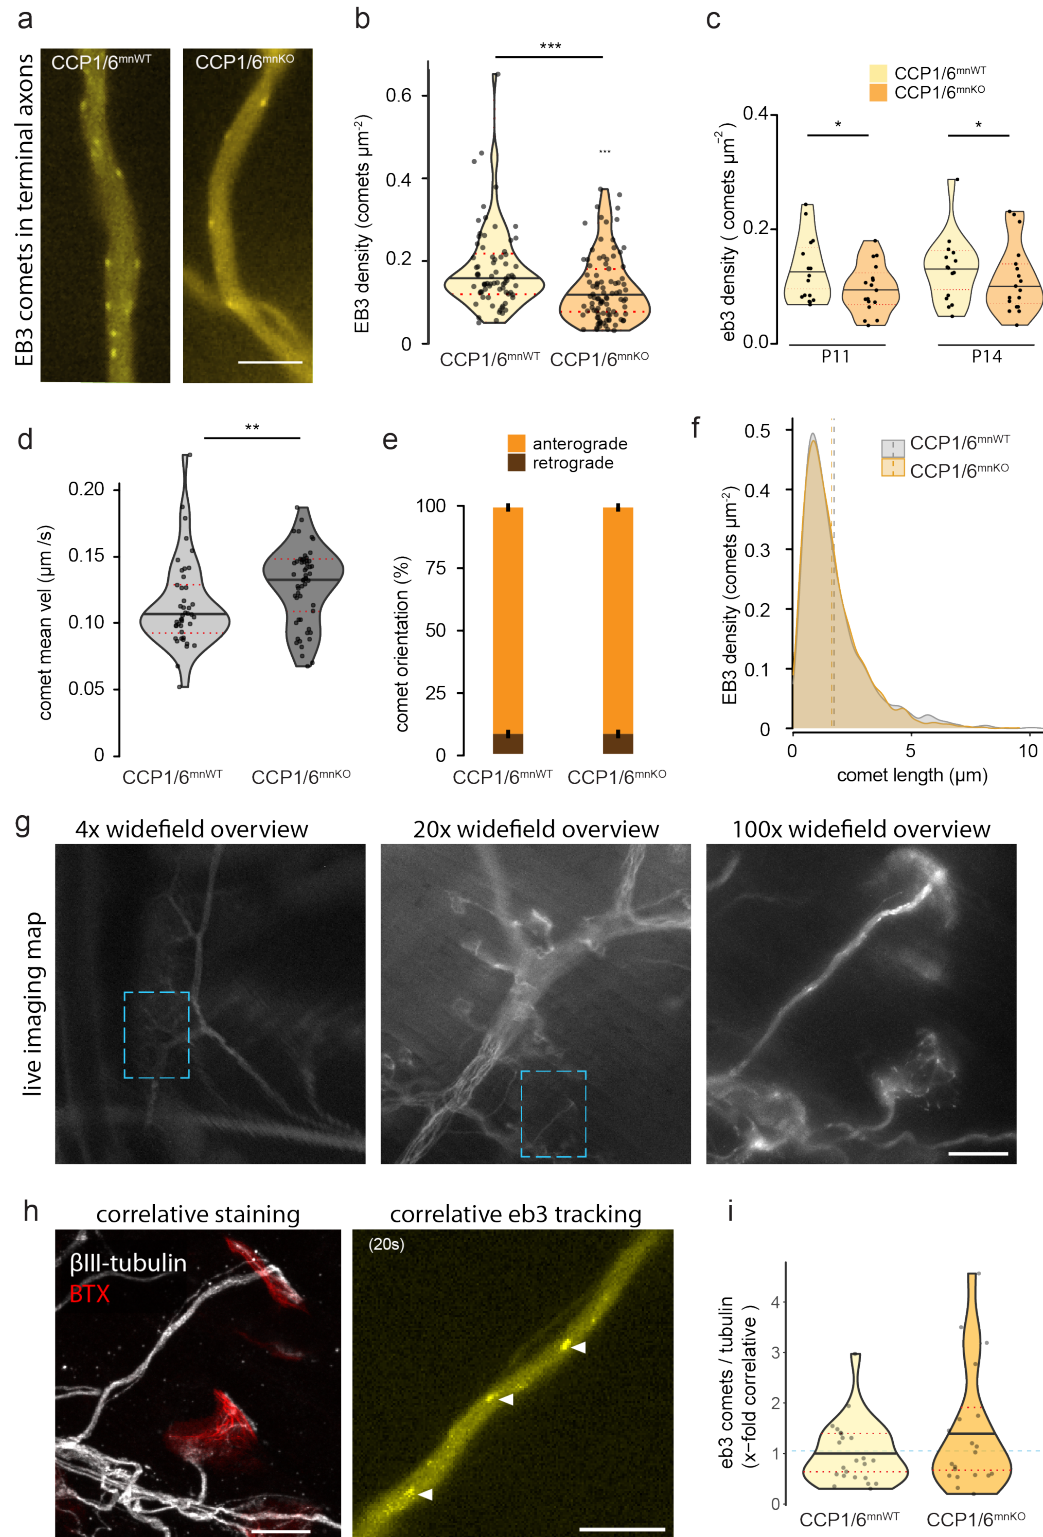 a
EB3 comets in terminal axons
CCP1/6mnWT
CCP1/6mnKO
b
***
EB3 density (comets µm-2)
0.6
0.4
0.2
0
***
CCP1/6mnWT
CCP1/6mnKO
c
CCP1/6mnWT
CCP1/6mnKO
eb3 density ( comets µm-2)
0.4
0.2
0.0
*
*
P11
P14
d
**
comet mean vel (µm /s)
0.20
0.15
0.10
0.05
0
CCP1/6mnWT
CCP1/6mnKO
e
anterograde
retrograde
comet orientation (%)
100
75
50
25
0
CCP1/6mnWT
CCP1/6mnKO
f
CCP1/6mnWT
CCP1/6mnKO
EB3 density (comets µm-2)
0.5
0.4
0.3
0.2
0.1
0
0
5
10
comet length (µm)
g
live imaging map
4x widefield overview
20x widefield overview
100x widefield overview
h
correlative staining
βIII-tubulin
BTX
correlative eb3 tracking
(20s)
i
eb3 comets / tubulin
(x−fold correlative )
4
3
2
1
0
CCP1/6mnWT
CCP1/6mnKO